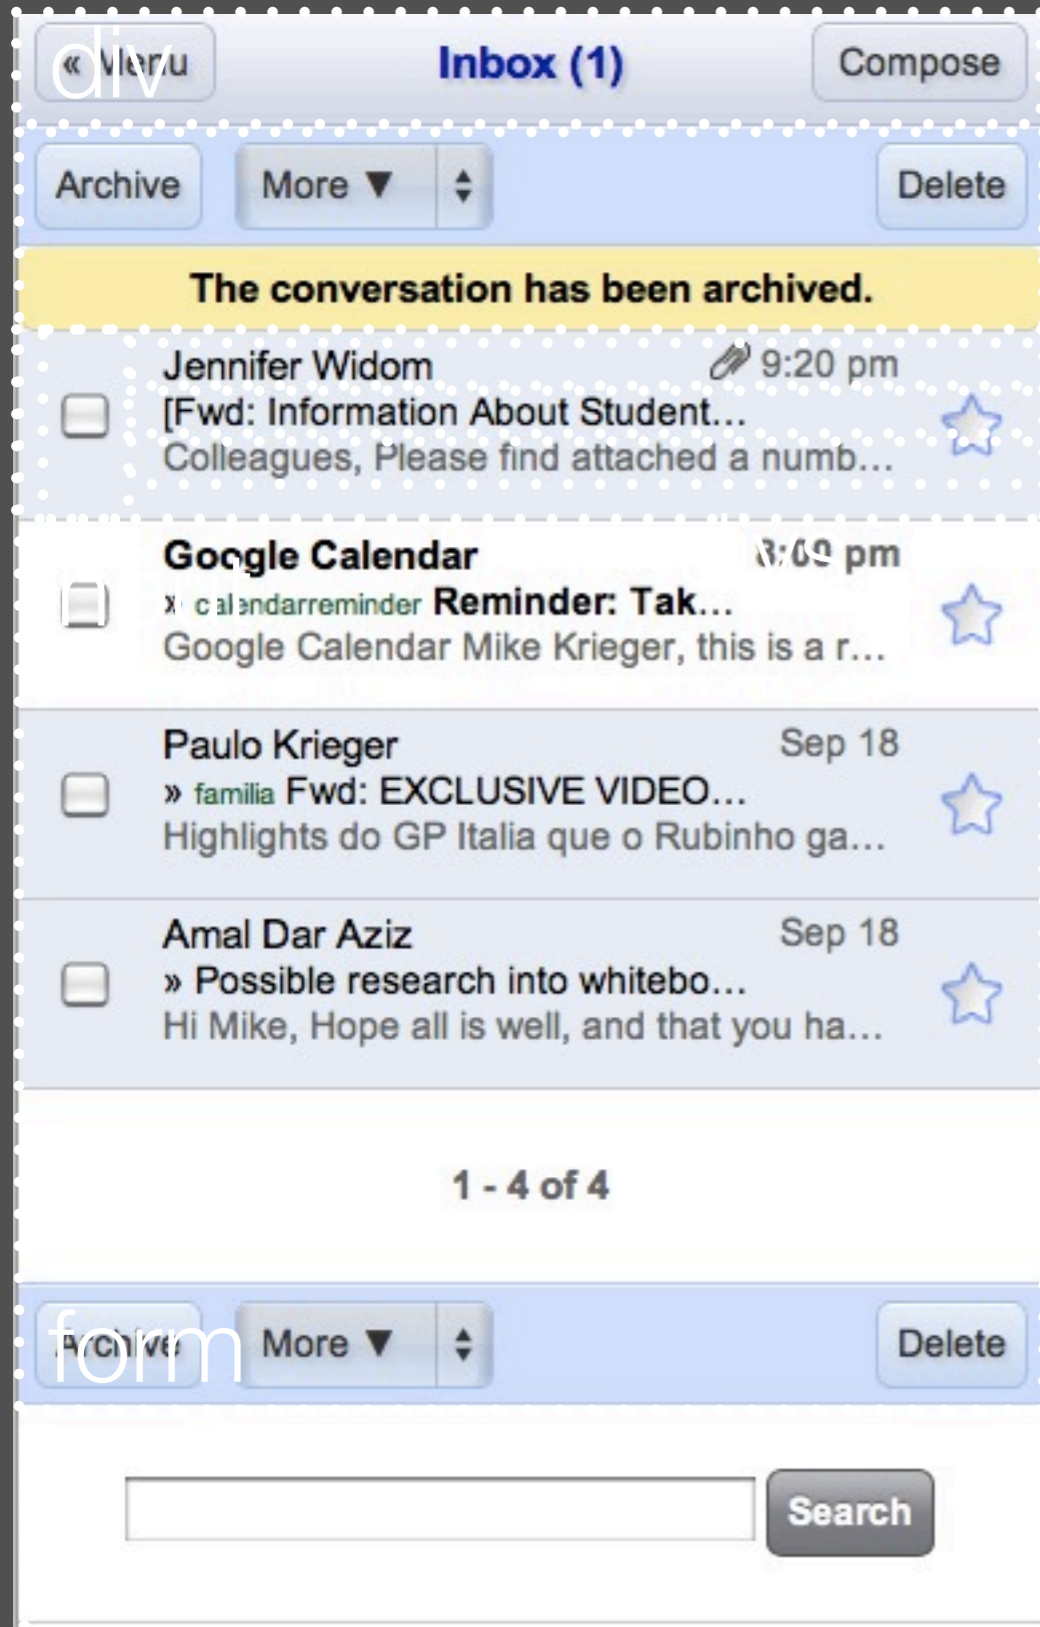 « Menu Inbox (1) Compose
div
Archive More ▼ Delete
The conversation has been archived.
Jennifer Widom 9:20 pm
[Fwd: Information About Student...
Colleagues, Please find attached a numb...
Google Calendar 8:09 pm
» calendarreminder Reminder: Tak...
Google Calendar Mike Krieger, this is a r...
Paulo Krieger Sep 18
» familia Fwd: EXCLUSIVE VIDEO...
Highlights do GP Italia que o Rubinho ga...
Amal Dar Aziz Sep 18
» Possible research into whitebo...
Hi Mike, Hope all is well, and that you ha...
1 - 4 of 4
Archive More ▼ Delete
form
Search